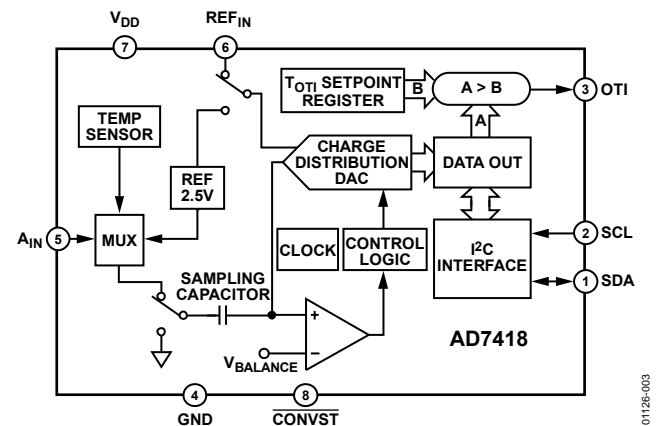 V_DD
REF_IN
7
6
T_OTI SETPOINT
REGISTER
B
A > B
3
OTI
A
TEMP
SENSOR
CHARGE
DISTRIBUTION
DAC
DATA OUT
REF
2.5V
A_IN
5
MUX
CLOCK
CONTROL
LOGIC
I²C
INTERFACE
2
SCL
1
SDA
SAMPLING
CAPACITOR
+
–
V_BALANCE
AD7418
4
8
GND
CONVST
01126-003